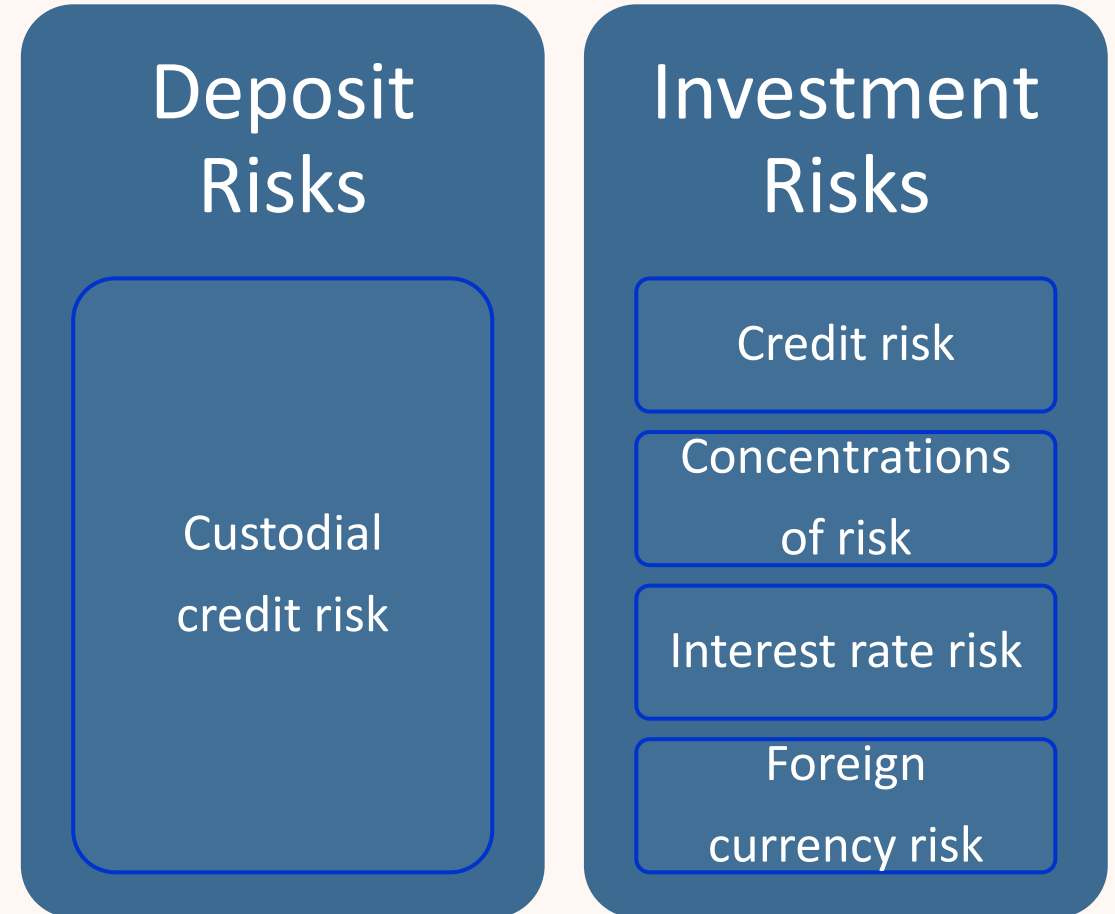 Deposit
Risks
Custodial
credit risk
Investment
Risks
Credit risk
Concentrations
of risk
Interest rate risk
Foreign
currency risk